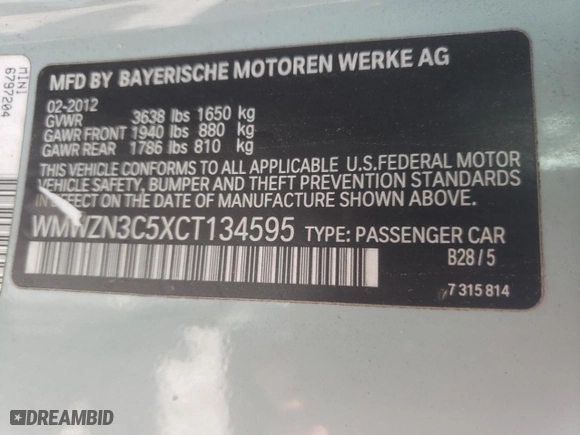 MINI
6797204
MFD BY BAYERISCHE MOTOREN WERKE AG
02-2012
GVWR 3638 lbs 1650 kg
GAWR FRONT 1940 lbs 880 kg
GAWR REAR 1786 lbs 810 kg
THIS VEHICLE CONFORMS TO ALL APPLICABLE U.S.FEDERAL MOTOR
VEHICLE SAFETY, BUMPER AND THEFT PREVENTION STANDARDS
IN EFFECT ON THE DATE OF MANUFACTURE SHOWN ABOVE.
WMWZN3C5XCT134595 TYPE: PASSENGER CAR
B28/5
7 315 814
DREAMBID